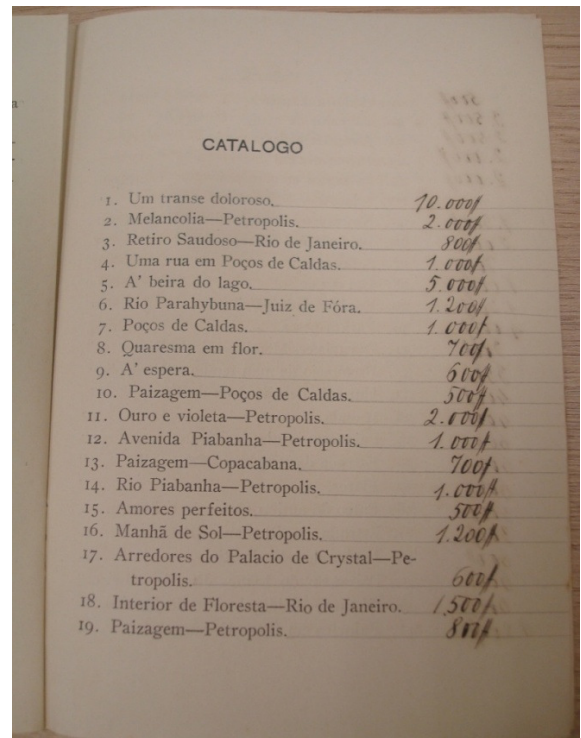 CATALOGO
1. Um transe doloroso. 10.000$
2. Melancolia—Petropolis. 2.000$
3. Retiro Saudoso—Rio de Janeiro. 800$
4. Uma rua em Poços de Caldas. 1.000$
5. A' beira do lago. 5.000$
6. Rio Parahybuna—Juiz de Fóra. 1.200$
7. Poços de Caldas. 1.000$
8. Quaresma em flor. 700$
9. A' espera. 600$
10. Paizagem—Poços de Caldas. 500$
11. Ouro e violeta—Petropolis. 2.000$
12. Avenida Piabanha—Petropolis. 1.000$
13. Paizagem—Copacabana. 700$
14. Rio Piabanha—Petropolis. 1.000$
15. Amores perfeitos. 500$
16. Manhã de Sol—Petropolis. 1.200$
17. Arredores do Palacio de Crystal—Pe-
tropolis. 600$
18. Interior de Floresta—Rio de Janeiro. 1.500$
19. Paizagem—Petropolis. 800$